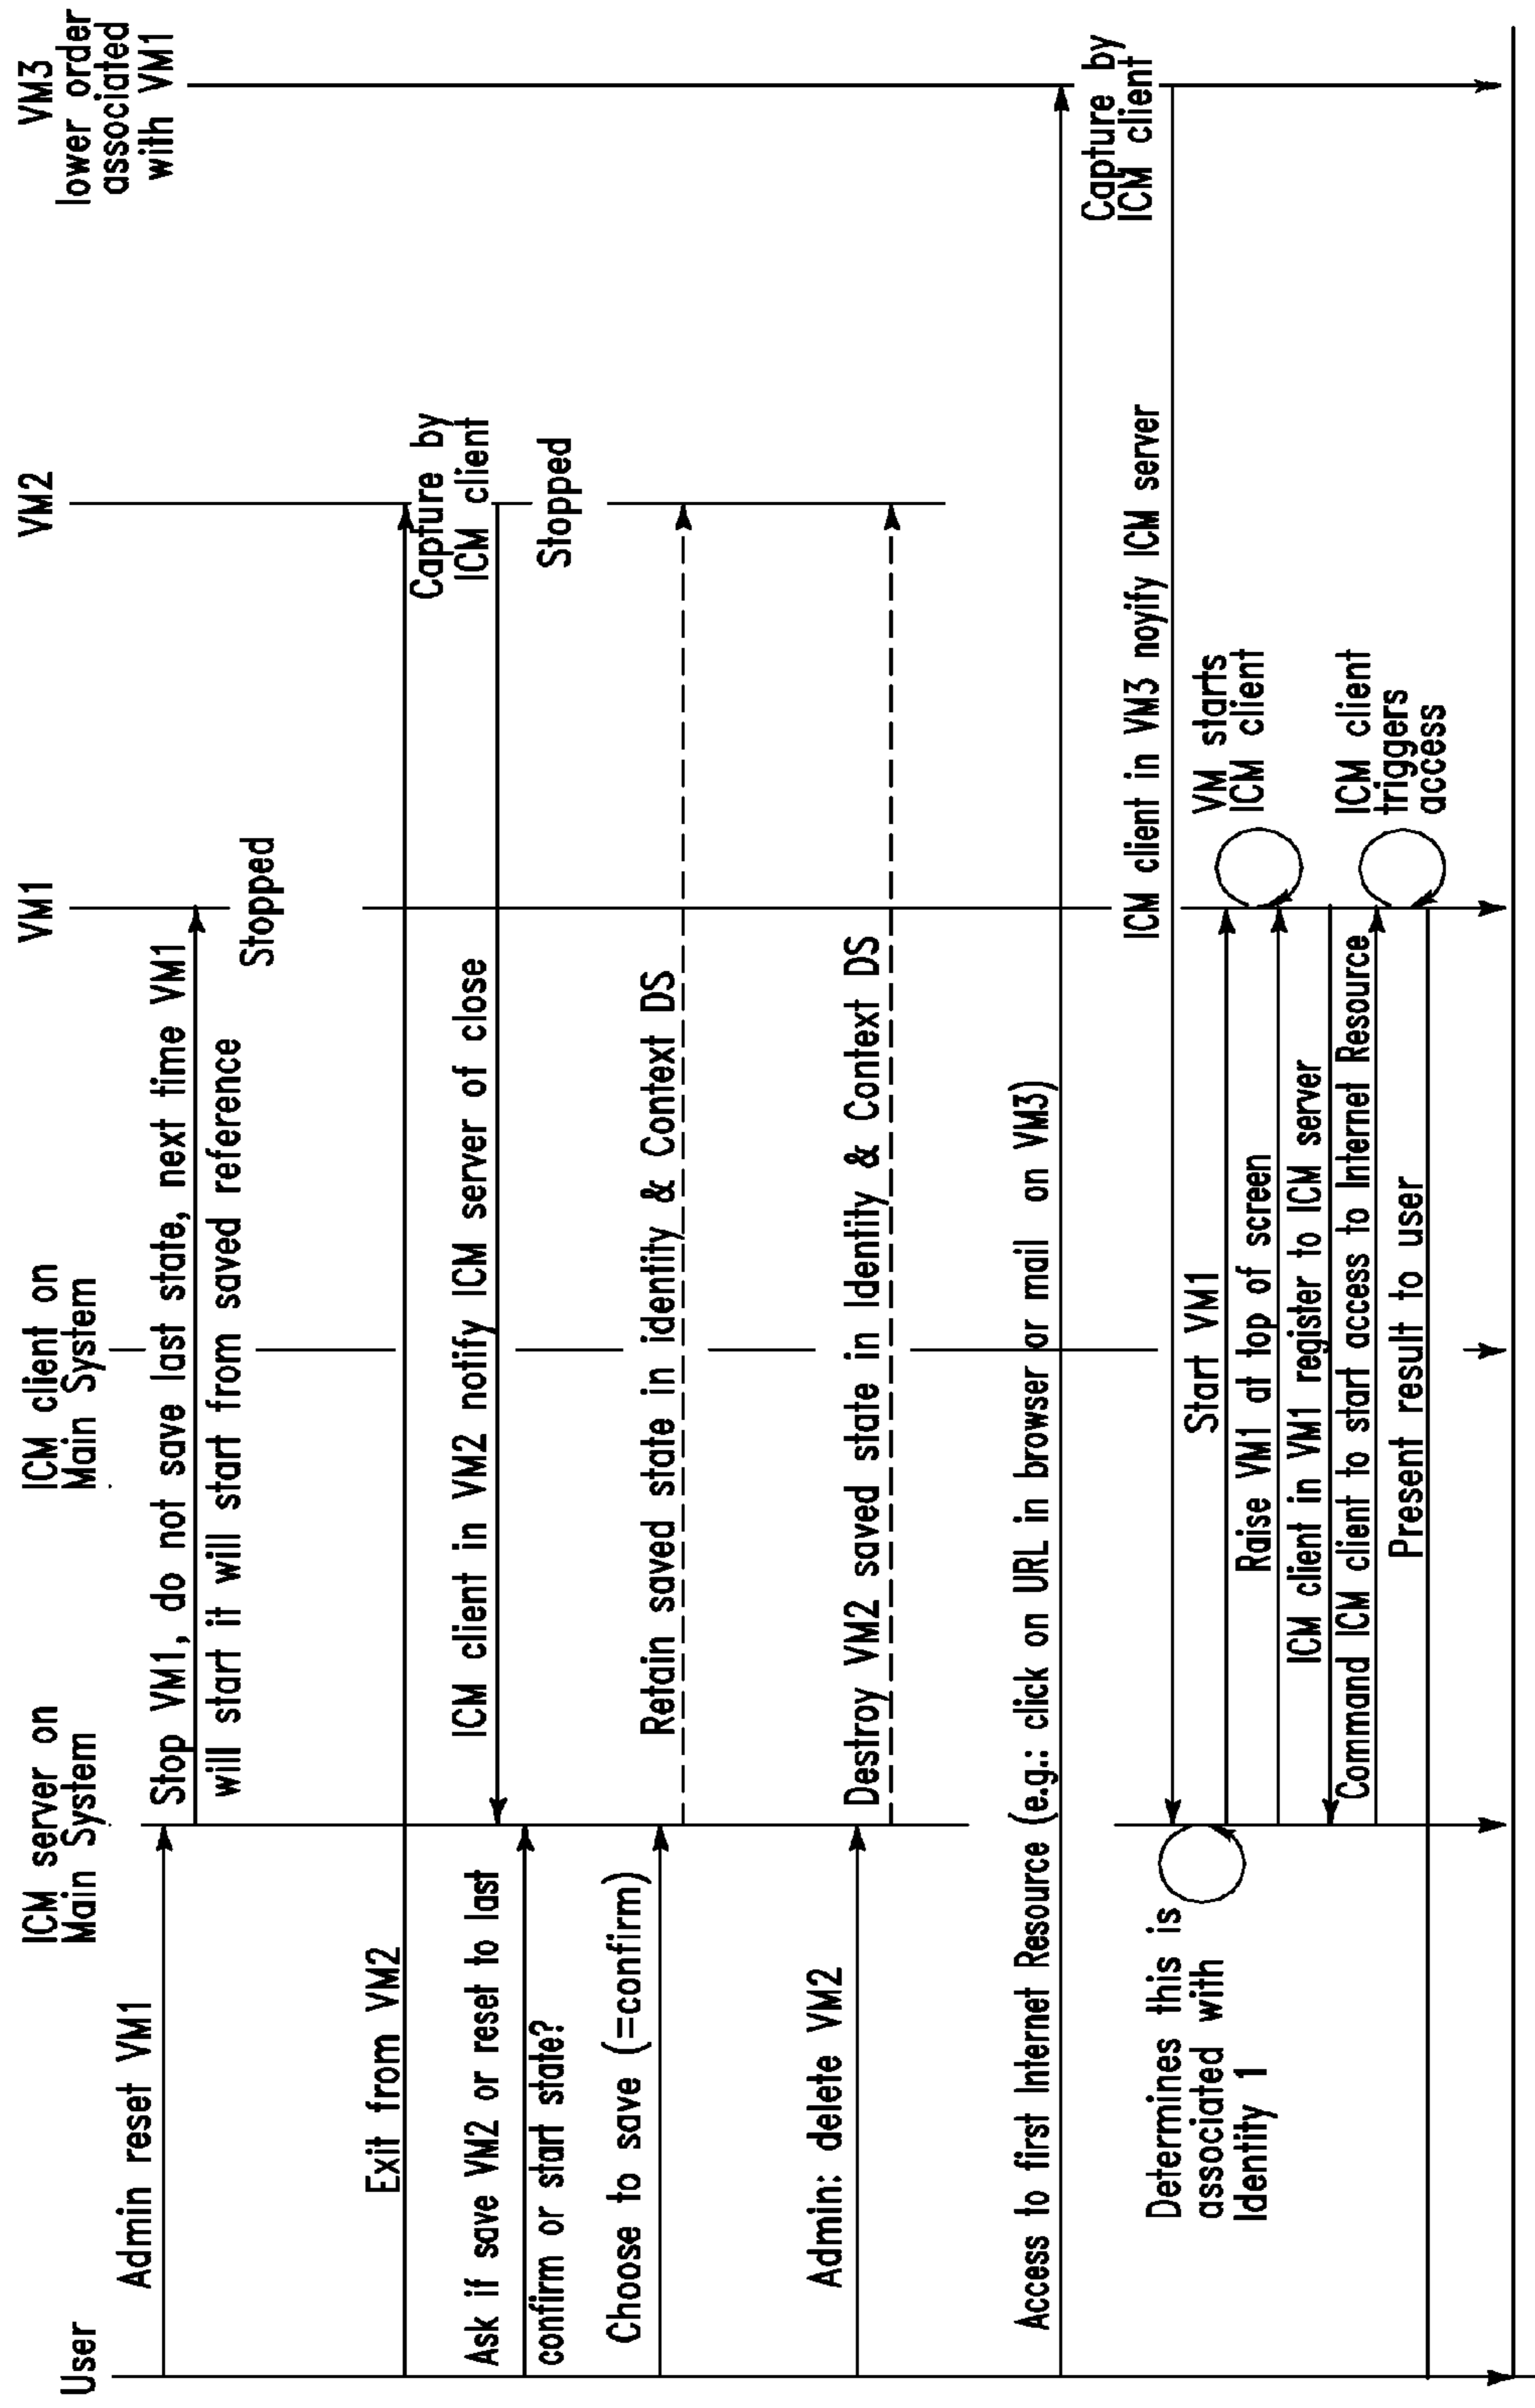 User
ICM server on
Main System
ICM client on
Main System
VM1
VM2
VM3
lower order
associated
with VM1
Admin reset VM1
Stop VM1, do not save last state, next time VM1
will start it will start from saved reference
Stopped
Exit from VM2
Capture by
ICM client
ICM client in VM2 notify ICM server of close
Ask if save VM2 or reset to last
confirm or start state?
Stopped
Choose to save (=confirm)
Retain saved state in identity & Context DS
Admin: delete VM2
Destroy VM2 saved state in Identity & Context DS
Access to first Internet Resource (e.g.: click on URL in browser or mail on VM3)
Capture by
ICM client
ICM client in VM3 noyify ICM server
Determines this is
associated with
Identity 1
Start VM1
VM starts
ICM client
Raise VM1 at top of screen
ICM client in VM1 register to ICM server
Command ICM client to start access to Internet Resource
ICM client
triggers
access
Present result to user